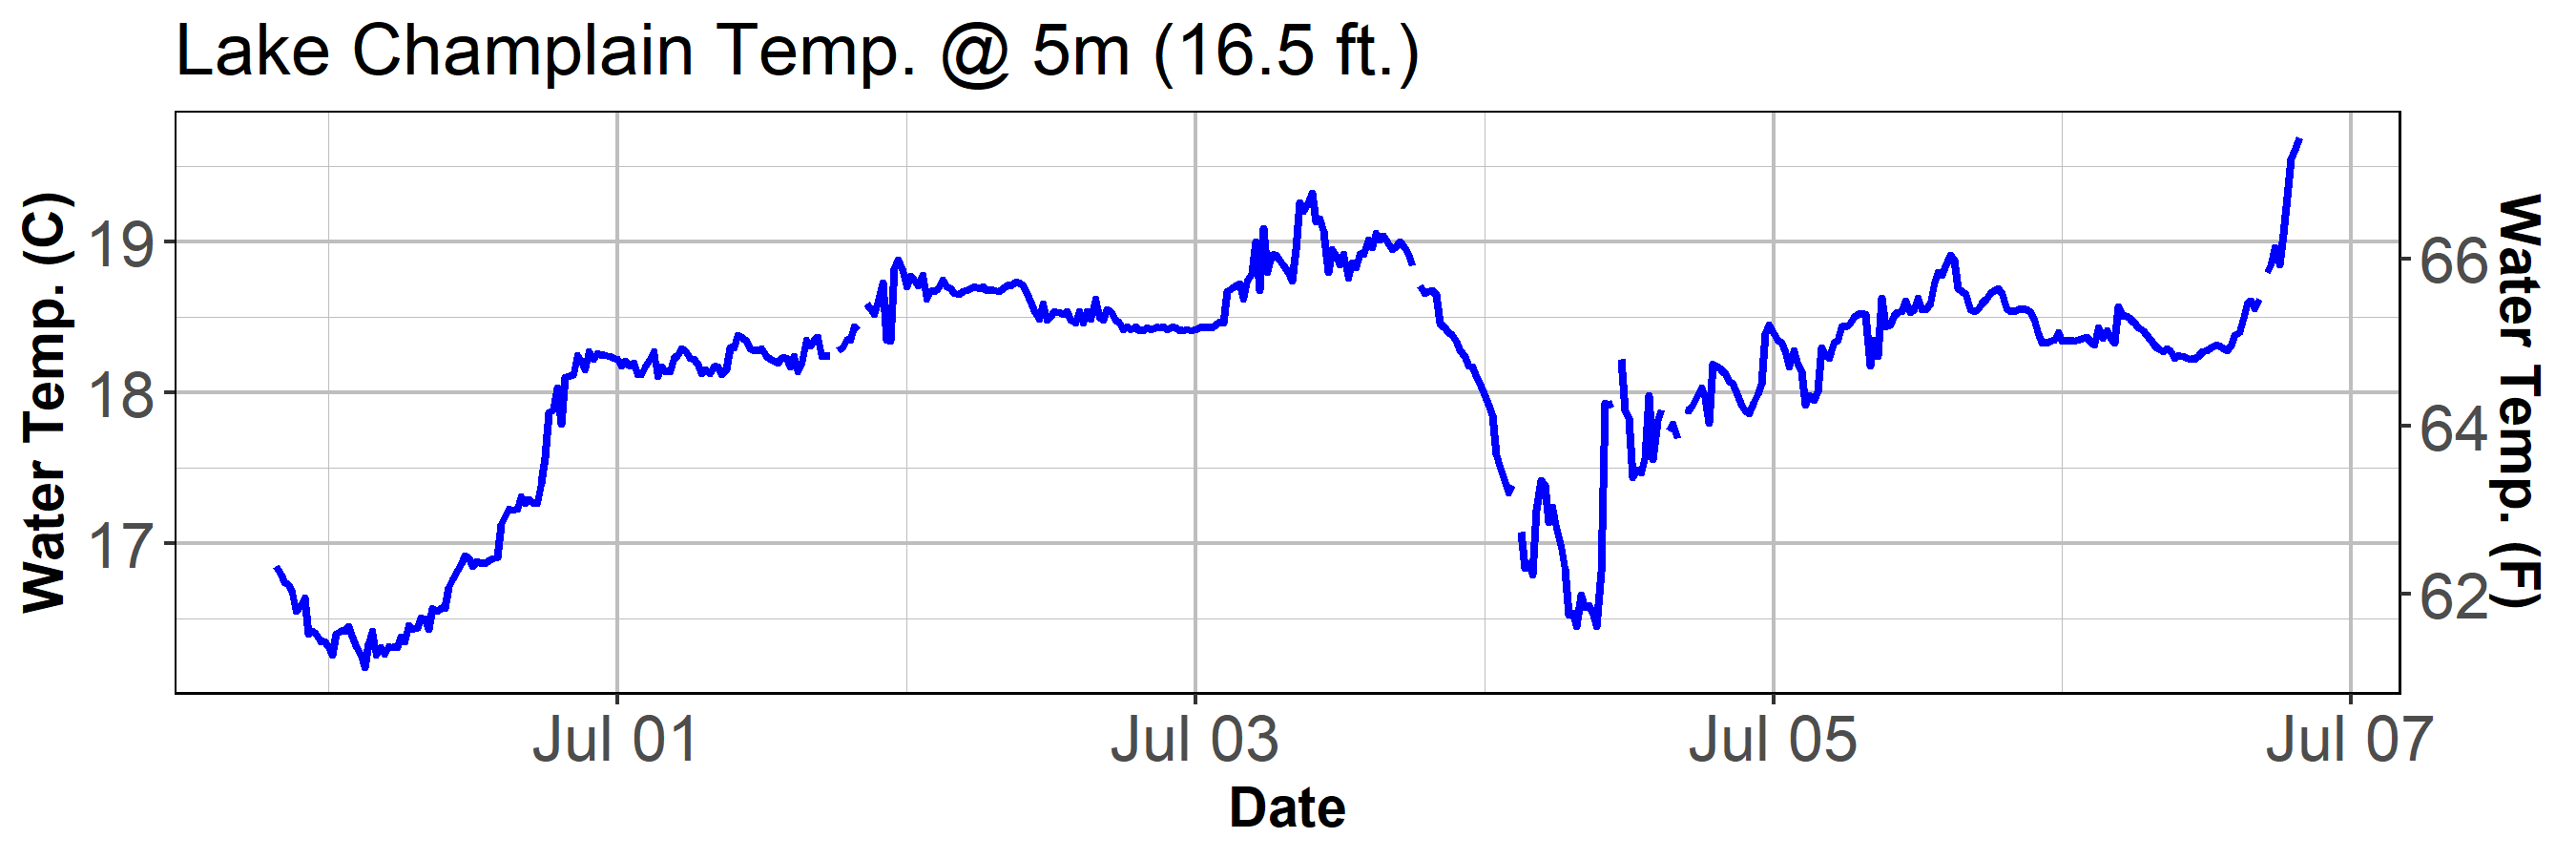 Lake Champlain Temp. @ 5m (16.5 ft.)
Water Temp. (C)
19
18
17
66
64
62
Water Temp. (F)
Jul 01 Jul 03 Jul 05 Jul 07
Date